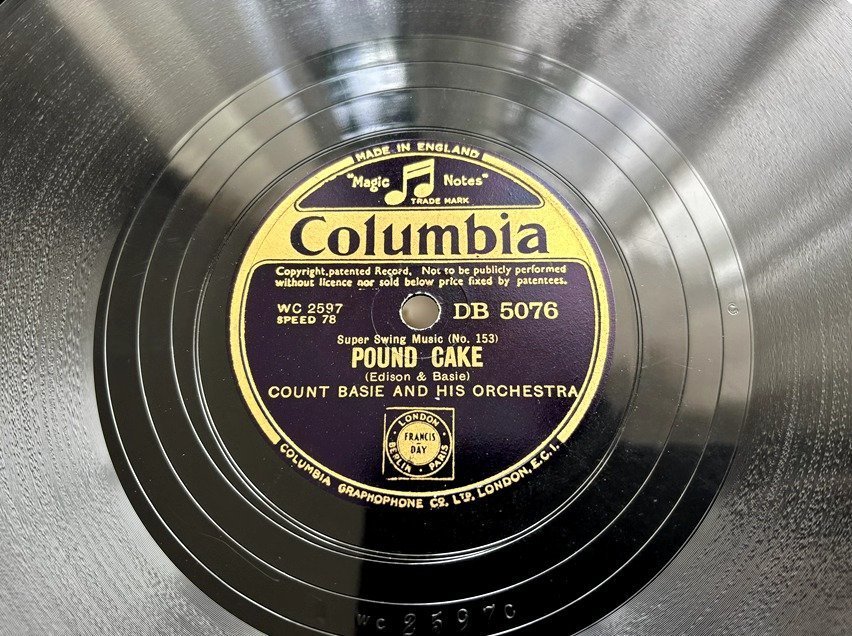 MADE IN ENGLAND
"Magic Notes"
TRADE MARK
Columbia
Copyright, patented Record, Not to be publicly performed
without licence nor sold below price fixed by patentees.
WC 2597
SPEED 78
DB 5076
Super Swing Music (No. 153)
POUND CAKE
(Edison & Basie)
COUNT BASIE AND HIS ORCHESTRA
LONDON
FRANCIS
DAY
BERLIN · PARIS
COLUMBIA GRAPHOPHONE CO. LTD. LONDON, E.C.1.
WC 2597C